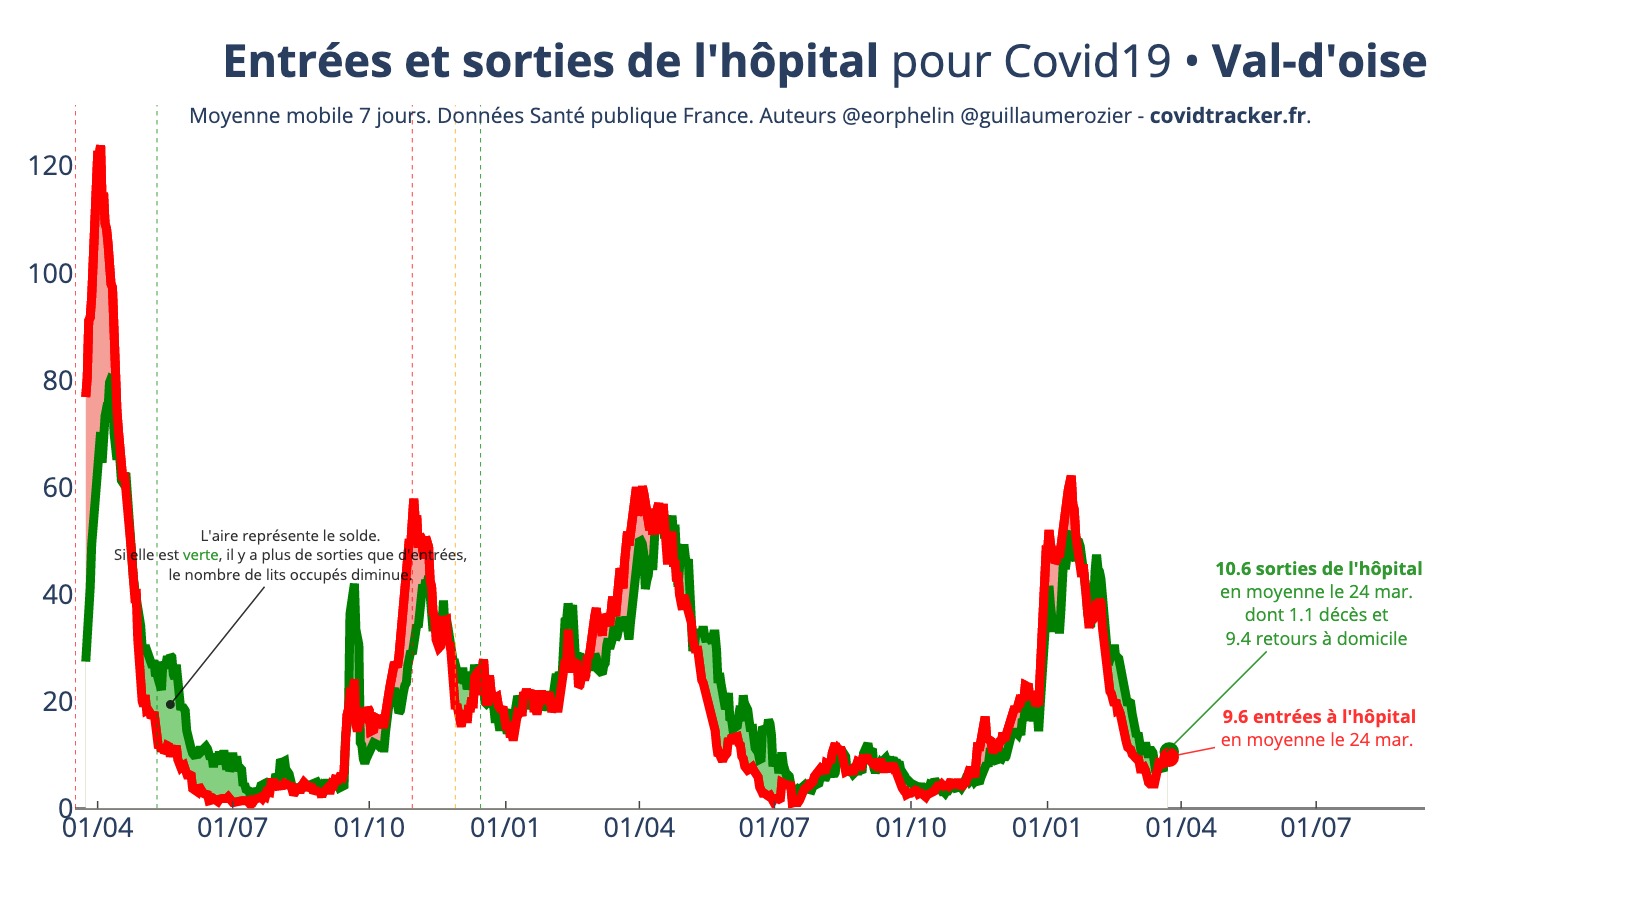 Entrées et sorties de l'hôpital pour Covid19 • Val-d'oise
Moyenne mobile 7 jours. Données Santé publique France. Auteurs @eorphelin @guillaumerozier - covidtracker.fr.
120
100
80
60
40
20
0
L'aire représente le solde.
Si elle est verte, il y a plus de sorties que d'entrées,
le nombre de lits occupés diminue.
10.6 sorties de l'hôpital
en moyenne le 24 mar.
dont 1.1 décès et
9.4 retours à domicile
9.6 entrées à l'hôpital
en moyenne le 24 mar.
01/04 01/07 01/10 01/01 01/04 01/07 01/10 01/01 01/04 01/07